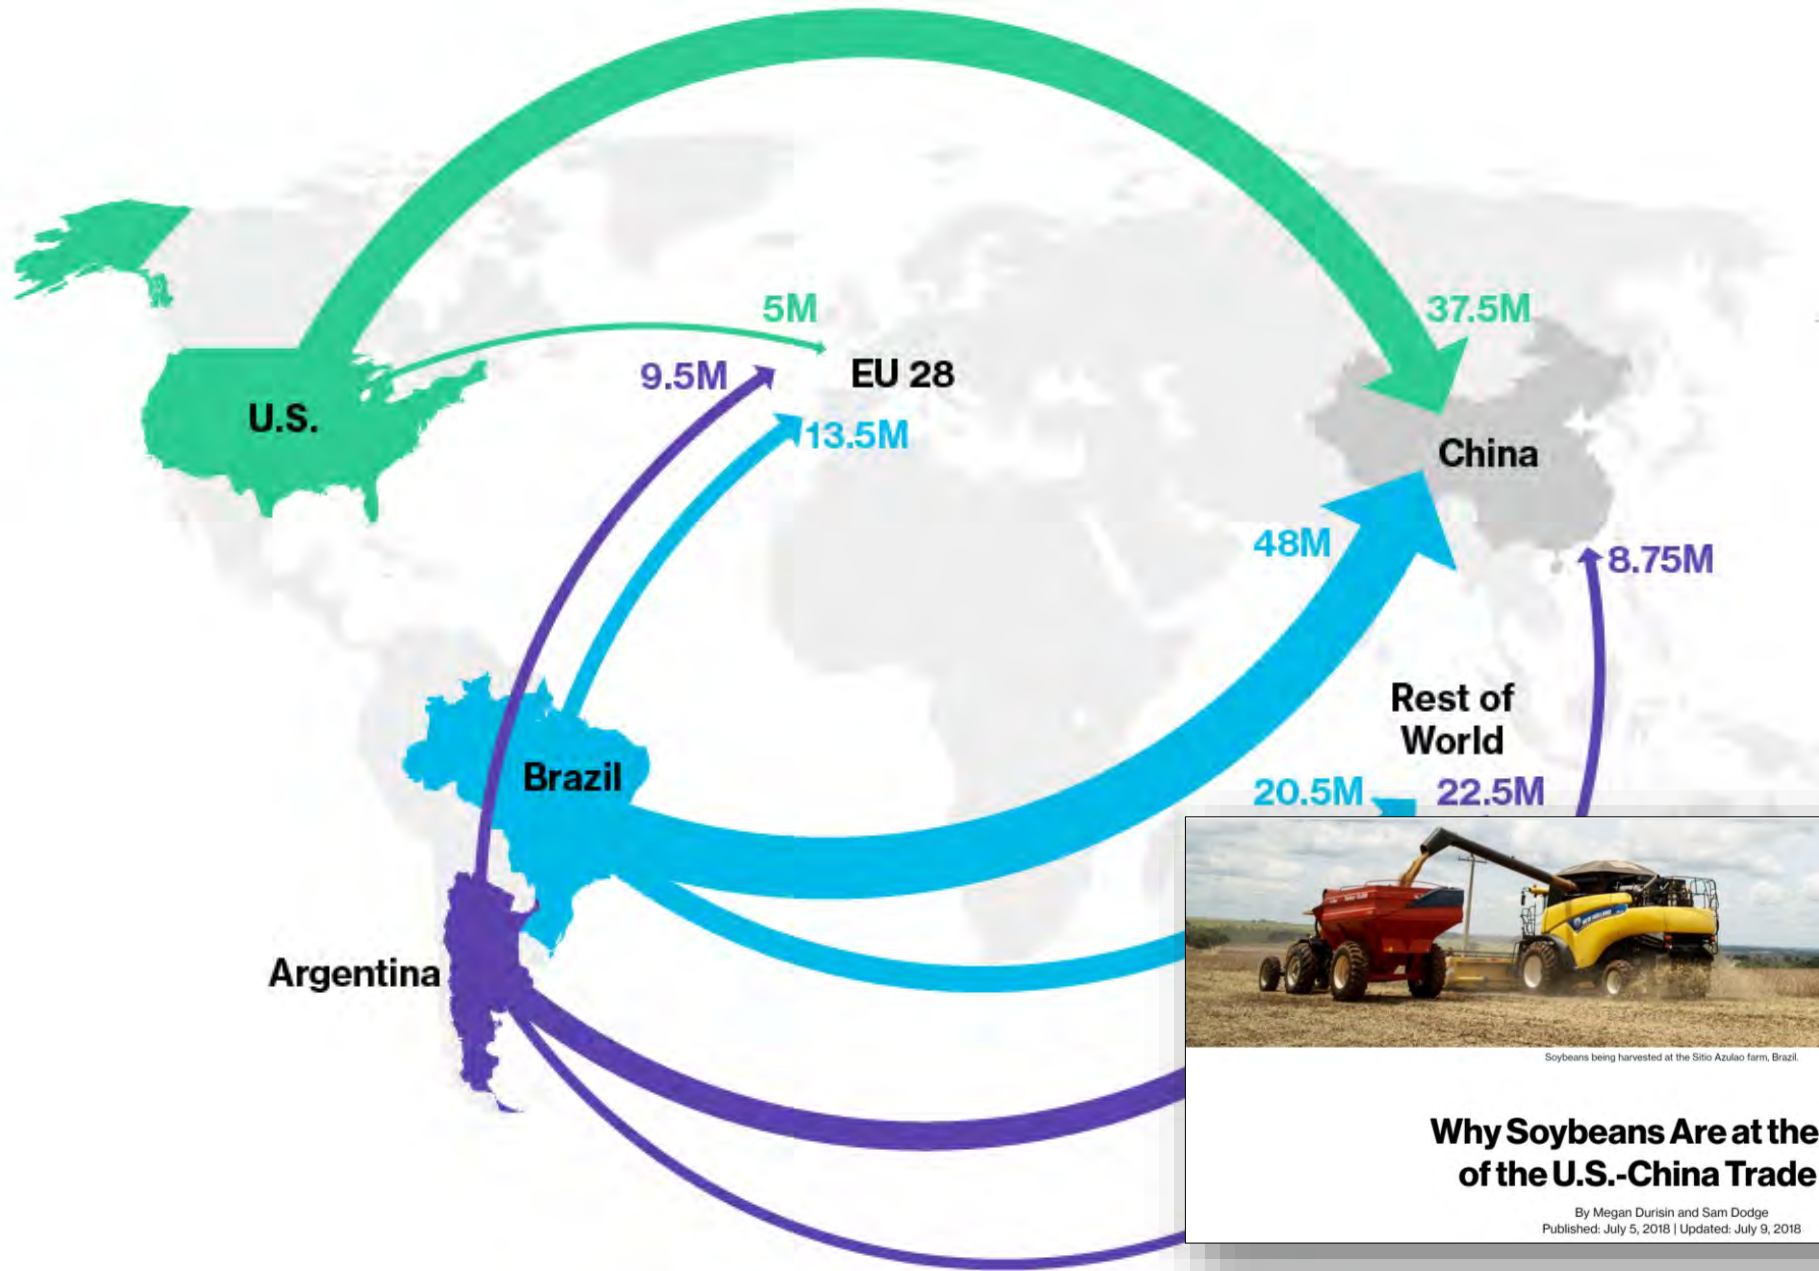 5M
37.5M
9.5M
EU 28
U.S.
13.5M
China
48M
8.75M
Rest of
World
Brazil
20.5M
22.5M
Argentina
NEW HOLLAND
Soybeans being harvested at the Sitio Azulao farm, Brazil.
Why Soybeans Are at the
of the U.S.-China Trade
By Megan Durisin and Sam Dodge
Published: July 5, 2018 | Updated: July 9, 2018